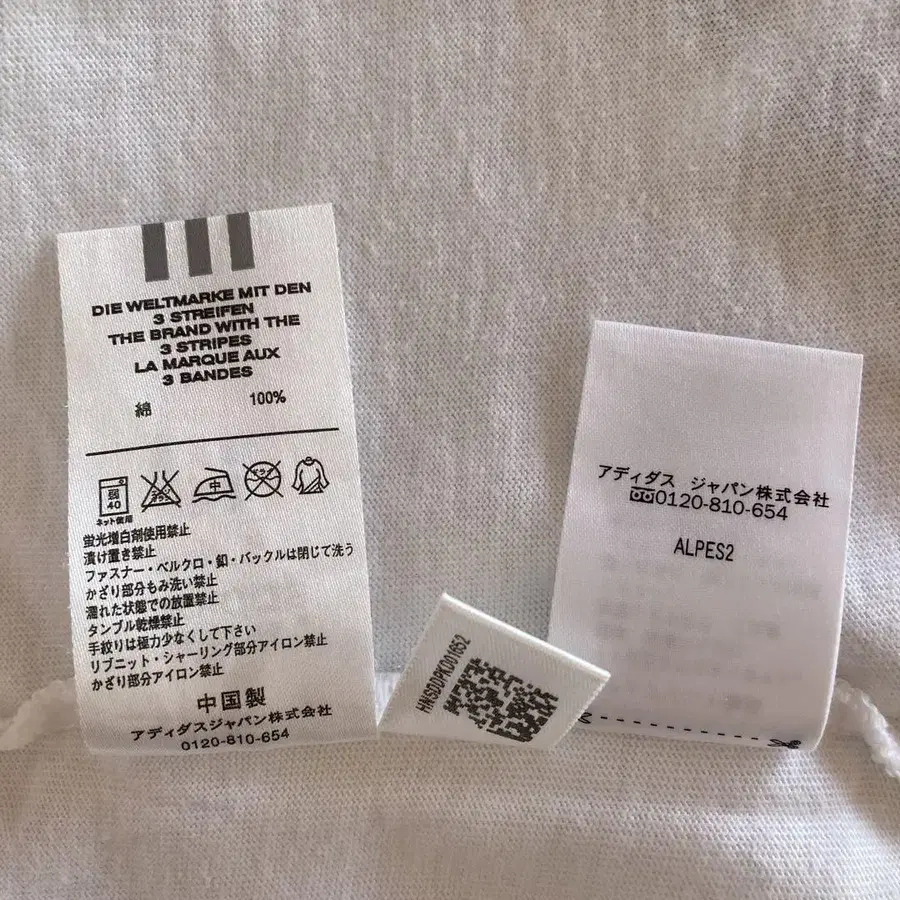 DIE WELTMARKE MIT DEN
3 STREIFEN
THE BRAND WITH THE
3 STRIPES
LA MARQUE AUX
3 BANDES
綿 100%
弱
40
中
ネット使用
蛍光増白剤使用禁止
漬け置き禁止
ファスナー・ベルクロ・釦・バックルは閉じて洗う
かざり部分もみ洗い禁止
濡れた状態での放置禁止
タンブル乾燥禁止
手絞りは極力少なくして下さい
リブニット・シャーリング部分アイロン禁止
かざり部分アイロン禁止
中国製
アディダスジャパン株式会社
0120-810-654
HNSDDPKD01652
アディダス ジャパン株式会社
0120-810-654
ALPES2